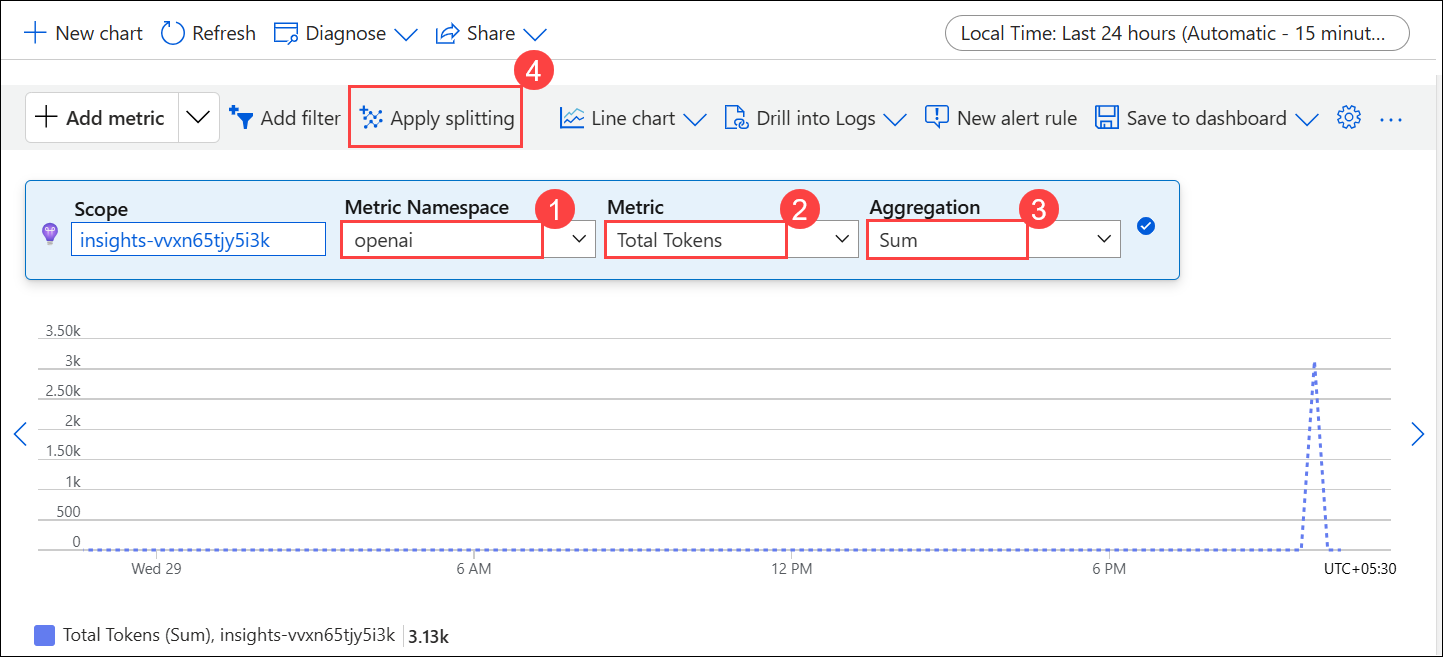 New chart Refresh Diagnose Share Local Time: Last 24 hours (Automatic - 15 minut...
4
Add metric Add filter Apply splitting Line chart Drill into Logs New alert rule Save to dashboard ...
Scope Metric Namespace 1 Metric 2 Aggregation 3
insights-vvxn65tjy5i3k openai Total Tokens Sum
3.50k
3k
2.50k
2k
1.50k
1k
500
0
Wed 29 6 AM 12 PM 6 PM UTC+05:30
Total Tokens (Sum), insights-vvxn65tjy5i3k 3.13k